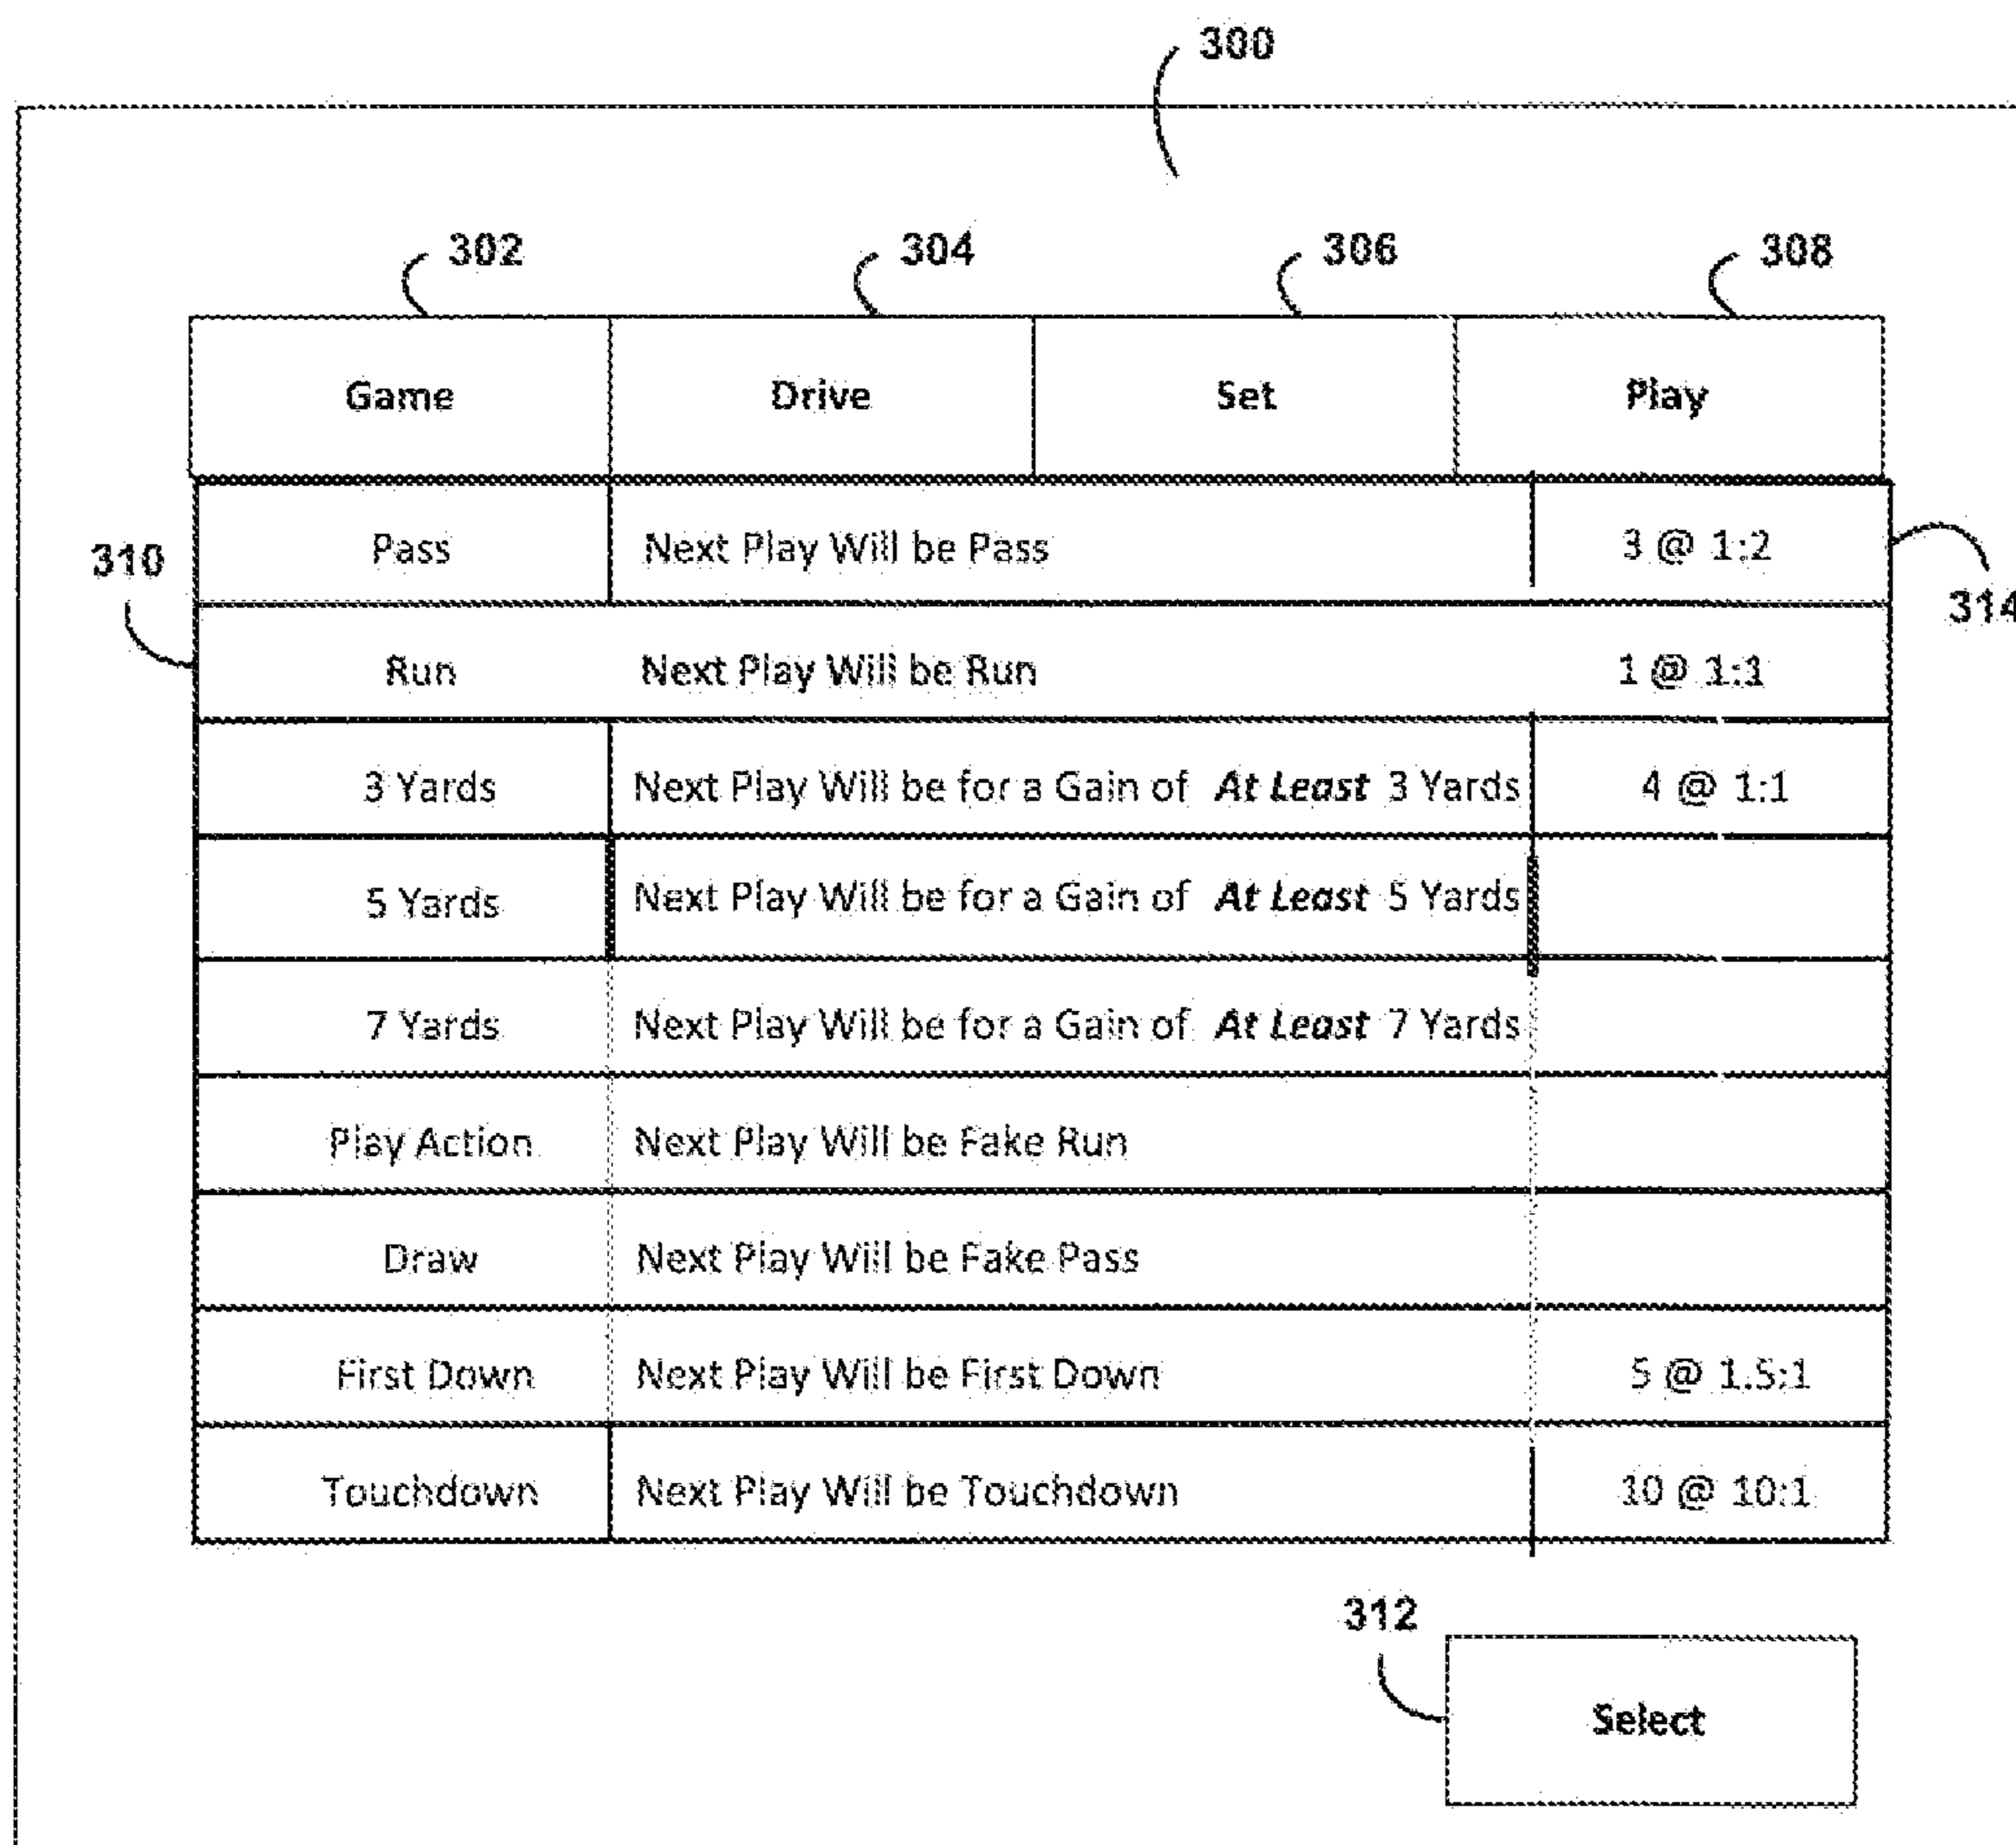 300
302 304 306 308
Game Drive Set Play
Pass Next Play Will be Pass 3 @ 1:2
310
314
Run Next Play Will be Run 1 @ 1:1
3 Yards Next Play Will be for a Gain of At Least 3 Yards 4 @ 1:1
5 Yards Next Play Will be for a Gain of At Least 5 Yards
7 Yards Next Play Will be for a Gain of At Least 7 Yards
Play Action Next Play Will be Fake Run
Draw Next Play Will be Fake Pass
First Down Next Play Will be First Down 5 @ 1.5:1
Touchdown Next Play Will be Touchdown 10 @ 10:1
312
Select